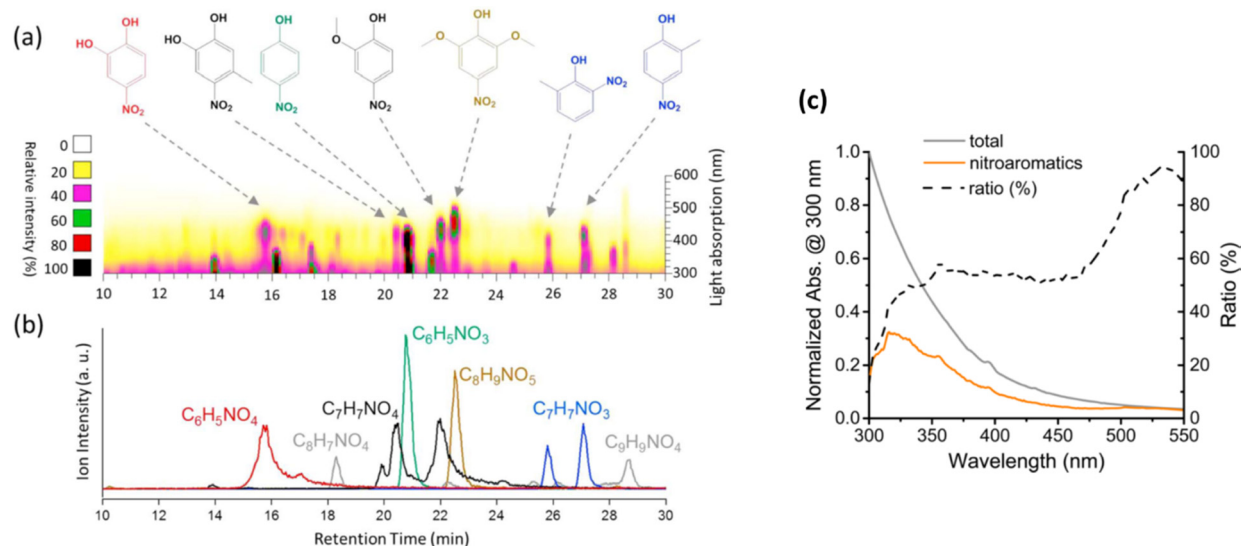 (a)
OH
HO
NO2
OH
HO
NO2
OH
NO2
OH
O
NO2
OH
O
O
NO2
OH
NO2
OH
NO2
Relative intensity (%)
0
20
40
60
80
100
600
500
400
300
Light absorption (nm)
10 12 14 16 18 20 22 24 26 28 30
(b)
Ion Intensity (a. u.)
C6H5NO4
C8H7NO4
C7H7NO4
C6H5NO3
C8H9NO5
C7H7NO3
C9H9NO4
10 12 14 16 18 20 22 24 26 28 30
Retention Time (min)
(c)
total
nitroaromatics
ratio (%)
Normalized Abs. @ 300 nm
1.0
0.8
0.6
0.4
0.2
0.0
100
80
60
40
20
0
Ratio (%)
300 350 400 450 500 550
Wavelength (nm)